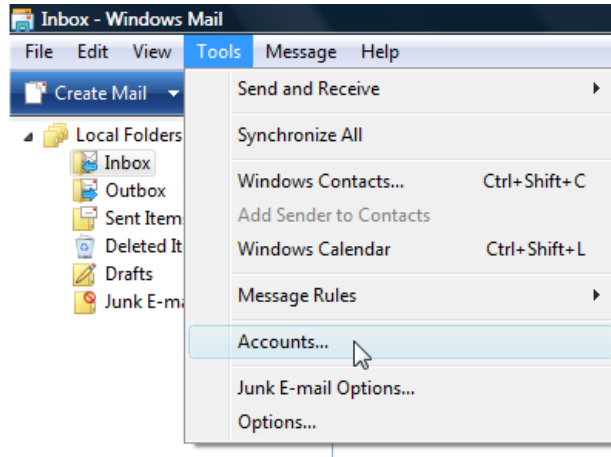 Inbox - Windows Mail
File Edit View Tools Message Help
Create Mail
Send and Receive
Local Folders
Synchronize All
Inbox
Windows Contacts... Ctrl+Shift+C
Outbox
Add Sender to Contacts
Sent Item
Windows Calendar Ctrl+Shift+L
Deleted It
Drafts
Message Rules
Junk E-ma
Accounts...
Junk E-mail Options...
Options...